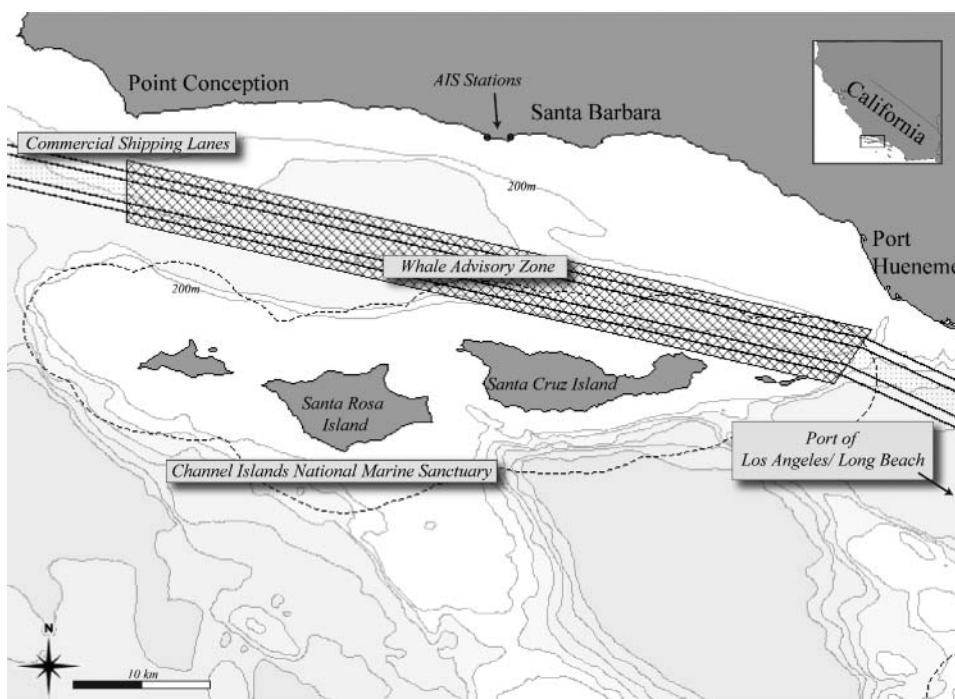 Point Conception
AIS Stations
Santa Barbara
California
Commercial Shipping Lanes
200m
Port
Hueneme
Whale Advisory Zone
200m
Santa Cruz Island
Santa Rosa
Island
Channel Islands National Marine Sanctuary
Port of
Los Angeles/ Long Beach
N
10 km